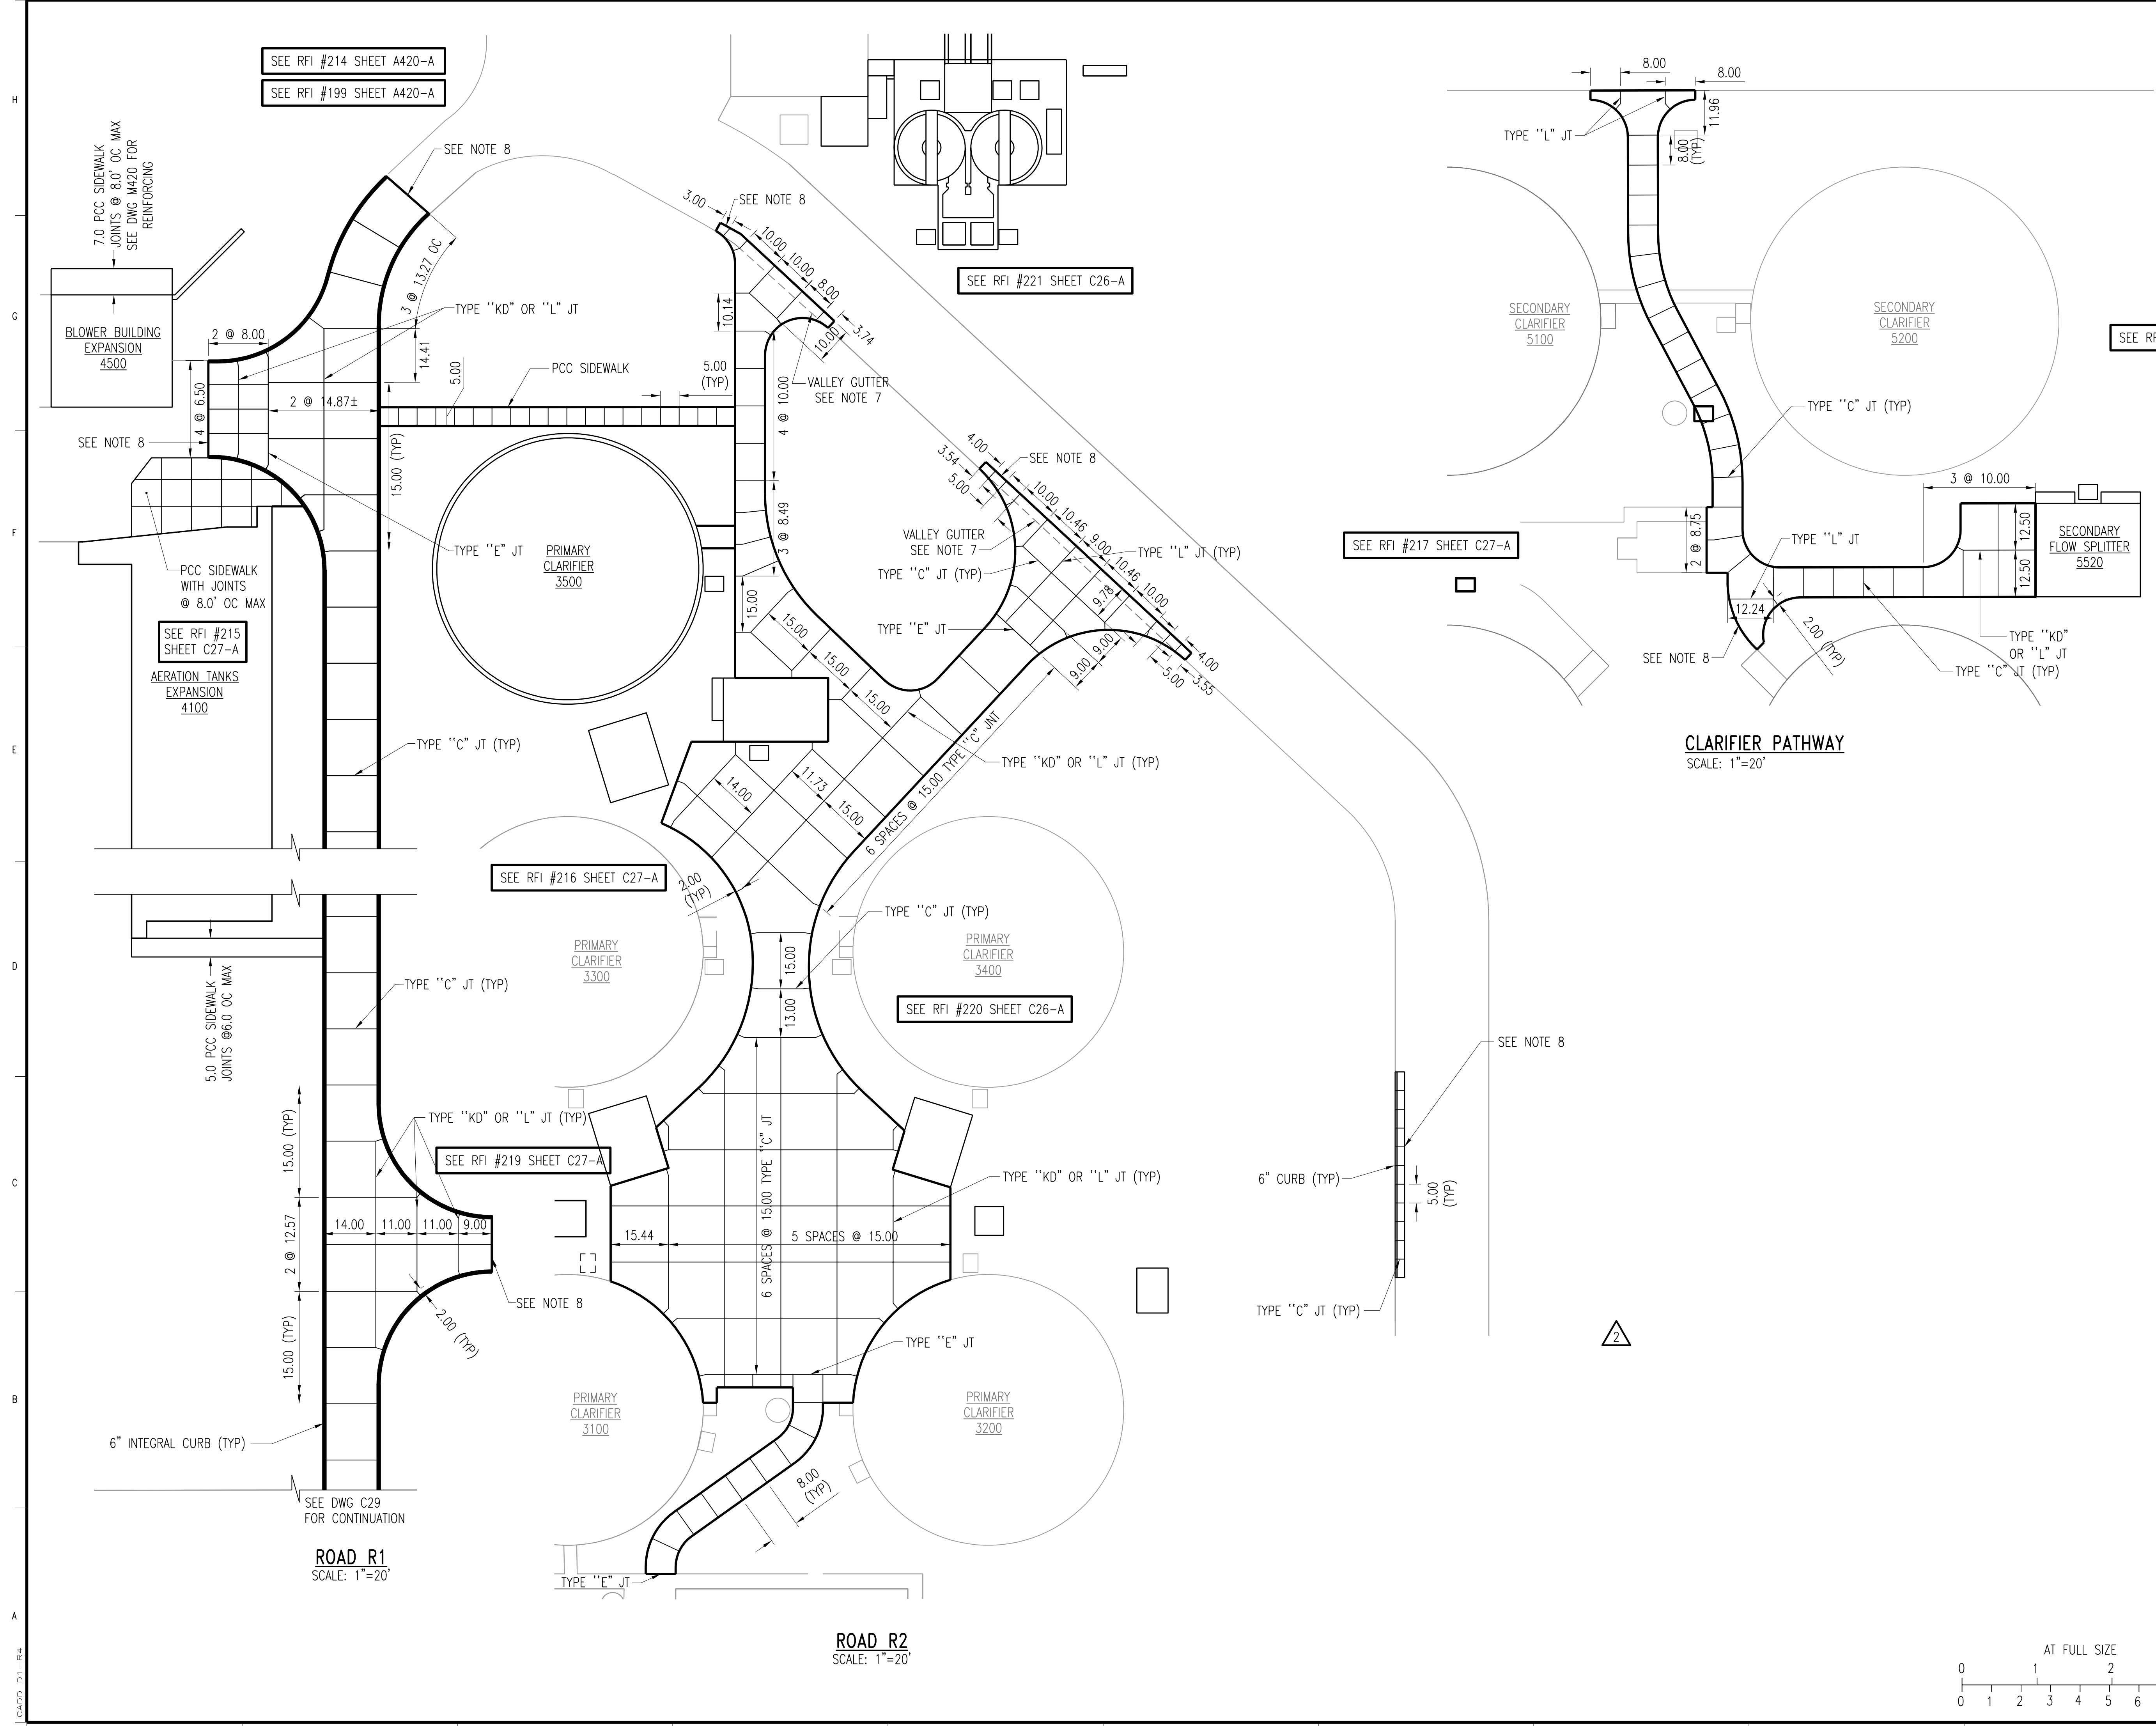 H
G
F
E
D
C
B
A
CADD D1-R4
SEE RFI #214 SHEET A420-A
SEE RFI #199 SHEET A420-A
7.0 PCC SIDEWALK
JOINTS @ 8.0' OC MAX
SEE DWG M420 FOR
REINFORCING
BLOWER BUILDING
EXPANSION
4500
SEE NOTE 8
3 @ 13.27 OC
TYPE "KD" OR "L" JT
2 @ 8.00
14.41
5.00
4 @ 6.50
2 @ 14.87±
SEE NOTE 8
15.00 (TYP)
PCC SIDEWALK
5.00
(TYP)
TYPE "E" JT
PCC SIDEWALK
WITH JOINTS
@ 8.0' OC MAX
SEE RFI #215
SHEET C27-A
AERATION TANKS
EXPANSION
4100
TYPE "C" JT (TYP)
TYPE "C" JT (TYP)
5.0 PCC SIDEWALK
JOINTS @6.0 OC MAX
15.00 (TYP)
2 @ 12.57
15.00 (TYP)
TYPE "KD" OR "L" JT (TYP)
SEE RFI #219 SHEET C27-A
14.00
11.00
11.00
9.00
SEE NOTE 8
2.00 (TYP)
6" INTEGRAL CURB (TYP)
SEE DWG C29
FOR CONTINUATION
ROAD R1
SCALE: 1"=20'
3.00
SEE NOTE 8
10.00
10.00
8.00
3.74
10.00
10.14
VALLEY GUTTER
SEE NOTE 7
4 @ 10.00
3 @ 8.49
15.00
SEE RFI #221 SHEET C26-A
PRIMARY
CLARIFIER
3500
4.00
SEE NOTE 8
3.54
5.00
10.00
10.46
9.00
10.46
10.00
VALLEY GUTTER
SEE NOTE 7
TYPE "L" JT (TYP)
TYPE "C" JT (TYP)
9.78
TYPE "E" JT
9.00
9.00
4.00
5.00
3.55
15.00
15.00
15.00
TYPE "KD" OR "L" JT (TYP)
14.00
11.73
15.00
6 SPACES @ 15.00 TYPE "C" JNT
SEE RFI #216 SHEET C27-A
2.00
(TYP)
TYPE "C" JT (TYP)
PRIMARY
CLARIFIER
3300
15.00
13.00
PRIMARY
CLARIFIER
3400
SEE RFI #220 SHEET C26-A
6 SPACES @ 15.00 TYPE "C" JT
TYPE "KD" OR "L" JT (TYP)
15.44
5 SPACES @ 15.00
TYPE "E" JT
PRIMARY
CLARIFIER
3100
PRIMARY
CLARIFIER
3200
8.00
(TYP)
TYPE "E" JT
ROAD R2
SCALE: 1"=20'
SEE NOTE 8
6" CURB (TYP)
5.00
(TYP)
TYPE "C" JT (TYP)
2
8.00
8.00
11.96
TYPE "L" JT
8.00
(TYP)
SECONDARY
CLARIFIER
5100
SECONDARY
CLARIFIER
5200
TYPE "C" JT (TYP)
SEE RFI #217 SHEET C27-A
3 @ 10.00
2 @ 8.75
TYPE "L" JT
12.50
12.50
SECONDARY
FLOW SPLITTER
5520
12.24
2.00 (TYP)
SEE NOTE 8
TYPE "KD"
OR "L" JT
TYPE "C" JT (TYP)
CLARIFIER PATHWAY
SCALE: 1"=20'
AT FULL SIZE
0 1 2
0 1 2 3 4 5 6